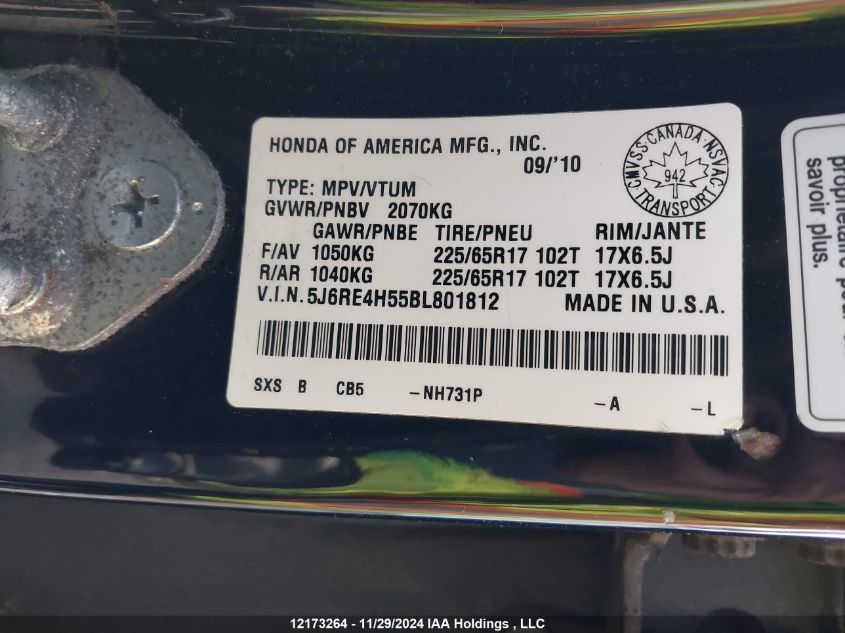 HONDA OF AMERICA MFG., INC.
09/'10
TYPE: MPV/VTUM
GVWR/PNBV 2070KG
GAWR/PNBE TIRE/PNEU RIM/JANTE
F/AV 1050KG 225/65R17 102T 17X6.5J
R/AR 1040KG 225/65R17 102T 17X6.5J
V.I.N. 5J6RE4H55BL801812 MADE IN U.S.A.
SXS B CB5 -NH731P -A -L
CMVSS·CANADA·NSVAC
942
TRANSPORT
propriétaire pour
savoir plus.
12173264 - 11/29/2024 IAA Holdings , LLC